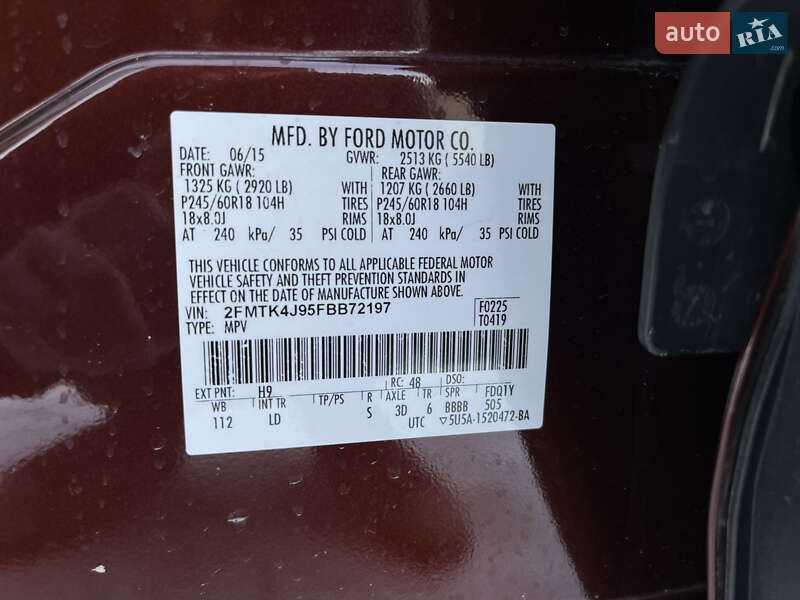 auto RIA
MFD. BY FORD MOTOR CO.
DATE: 06/15 GVWR: 2513 KG ( 5540 LB)
FRONT GAWR: REAR GAWR:
1325 KG ( 2920 LB) WITH 1207 KG ( 2660 LB) WITH
P245/60R18 104H TIRES P245/60R18 104H TIRES
18x8.0J RIMS 18x8.0J RIMS
AT 240 kPa/ 35 PSI COLD AT 240 kPa/ 35 PSI COLD
THIS VEHICLE CONFORMS TO ALL APPLICABLE FEDERAL MOTOR
VEHICLE SAFETY AND THEFT PREVENTION STANDARDS IN
EFFECT ON THE DATE OF MANUFACTURE SHOWN ABOVE.
VIN: 2FMTK4J95FBB72197 F0225
TYPE: MPV T0419
EXT PNT: H9 RC: 48 DSO: FDQ1Y
WB INT TR TP/PS R AXLE TR SPR 505
112 LD S 3D 6 BBBB
UTC ▽5U5A-1520472-BA